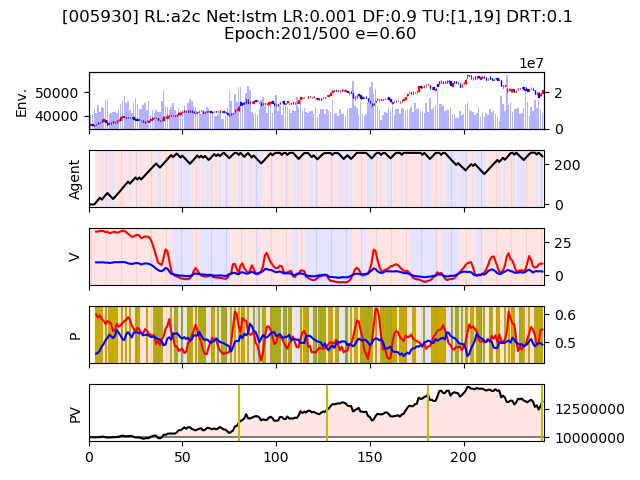 [005930] RL:a2c Net:lstm LR:0.001 DF:0.9 TU:[1,19] DRT:0.1
Epoch:201/500 e=0.60
1e7
Env.
50000
40000
2
0
Agent
200
0
V
25
0
P
0.6
0.5
PV
12500000
10000000
0
50
100
150
200